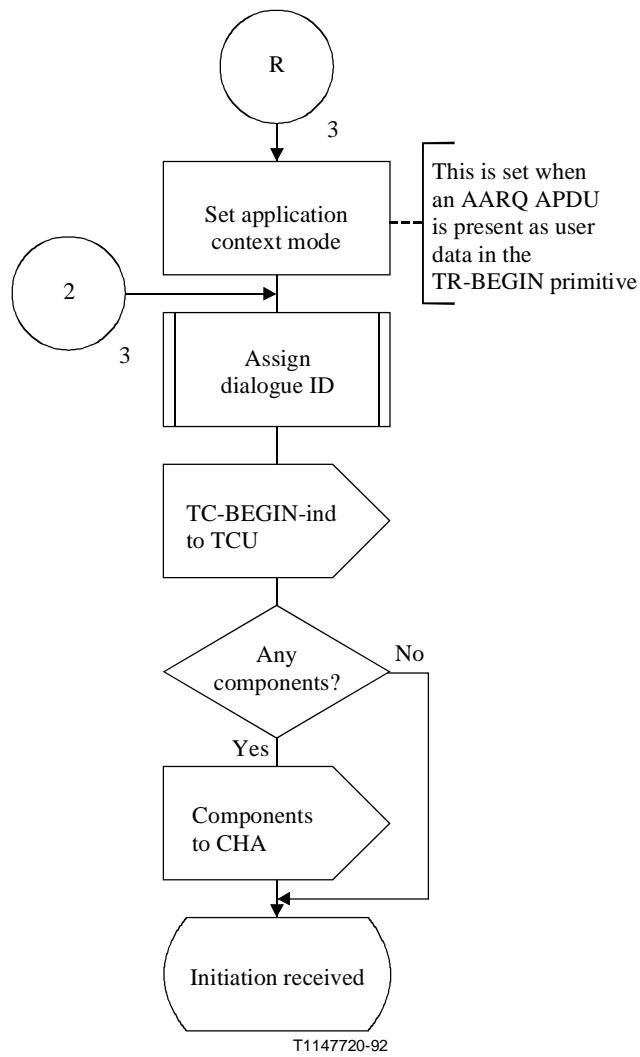 R
3
Set application
context mode
This is set when
an AARQ APDU
is present as user
data in the
TR-BEGIN primitive
2
3
Assign
dialogue ID
TC-BEGIN-ind
to TCU
Any
components?
No
Yes
Components
to CHA
Initiation received
T1147720-92